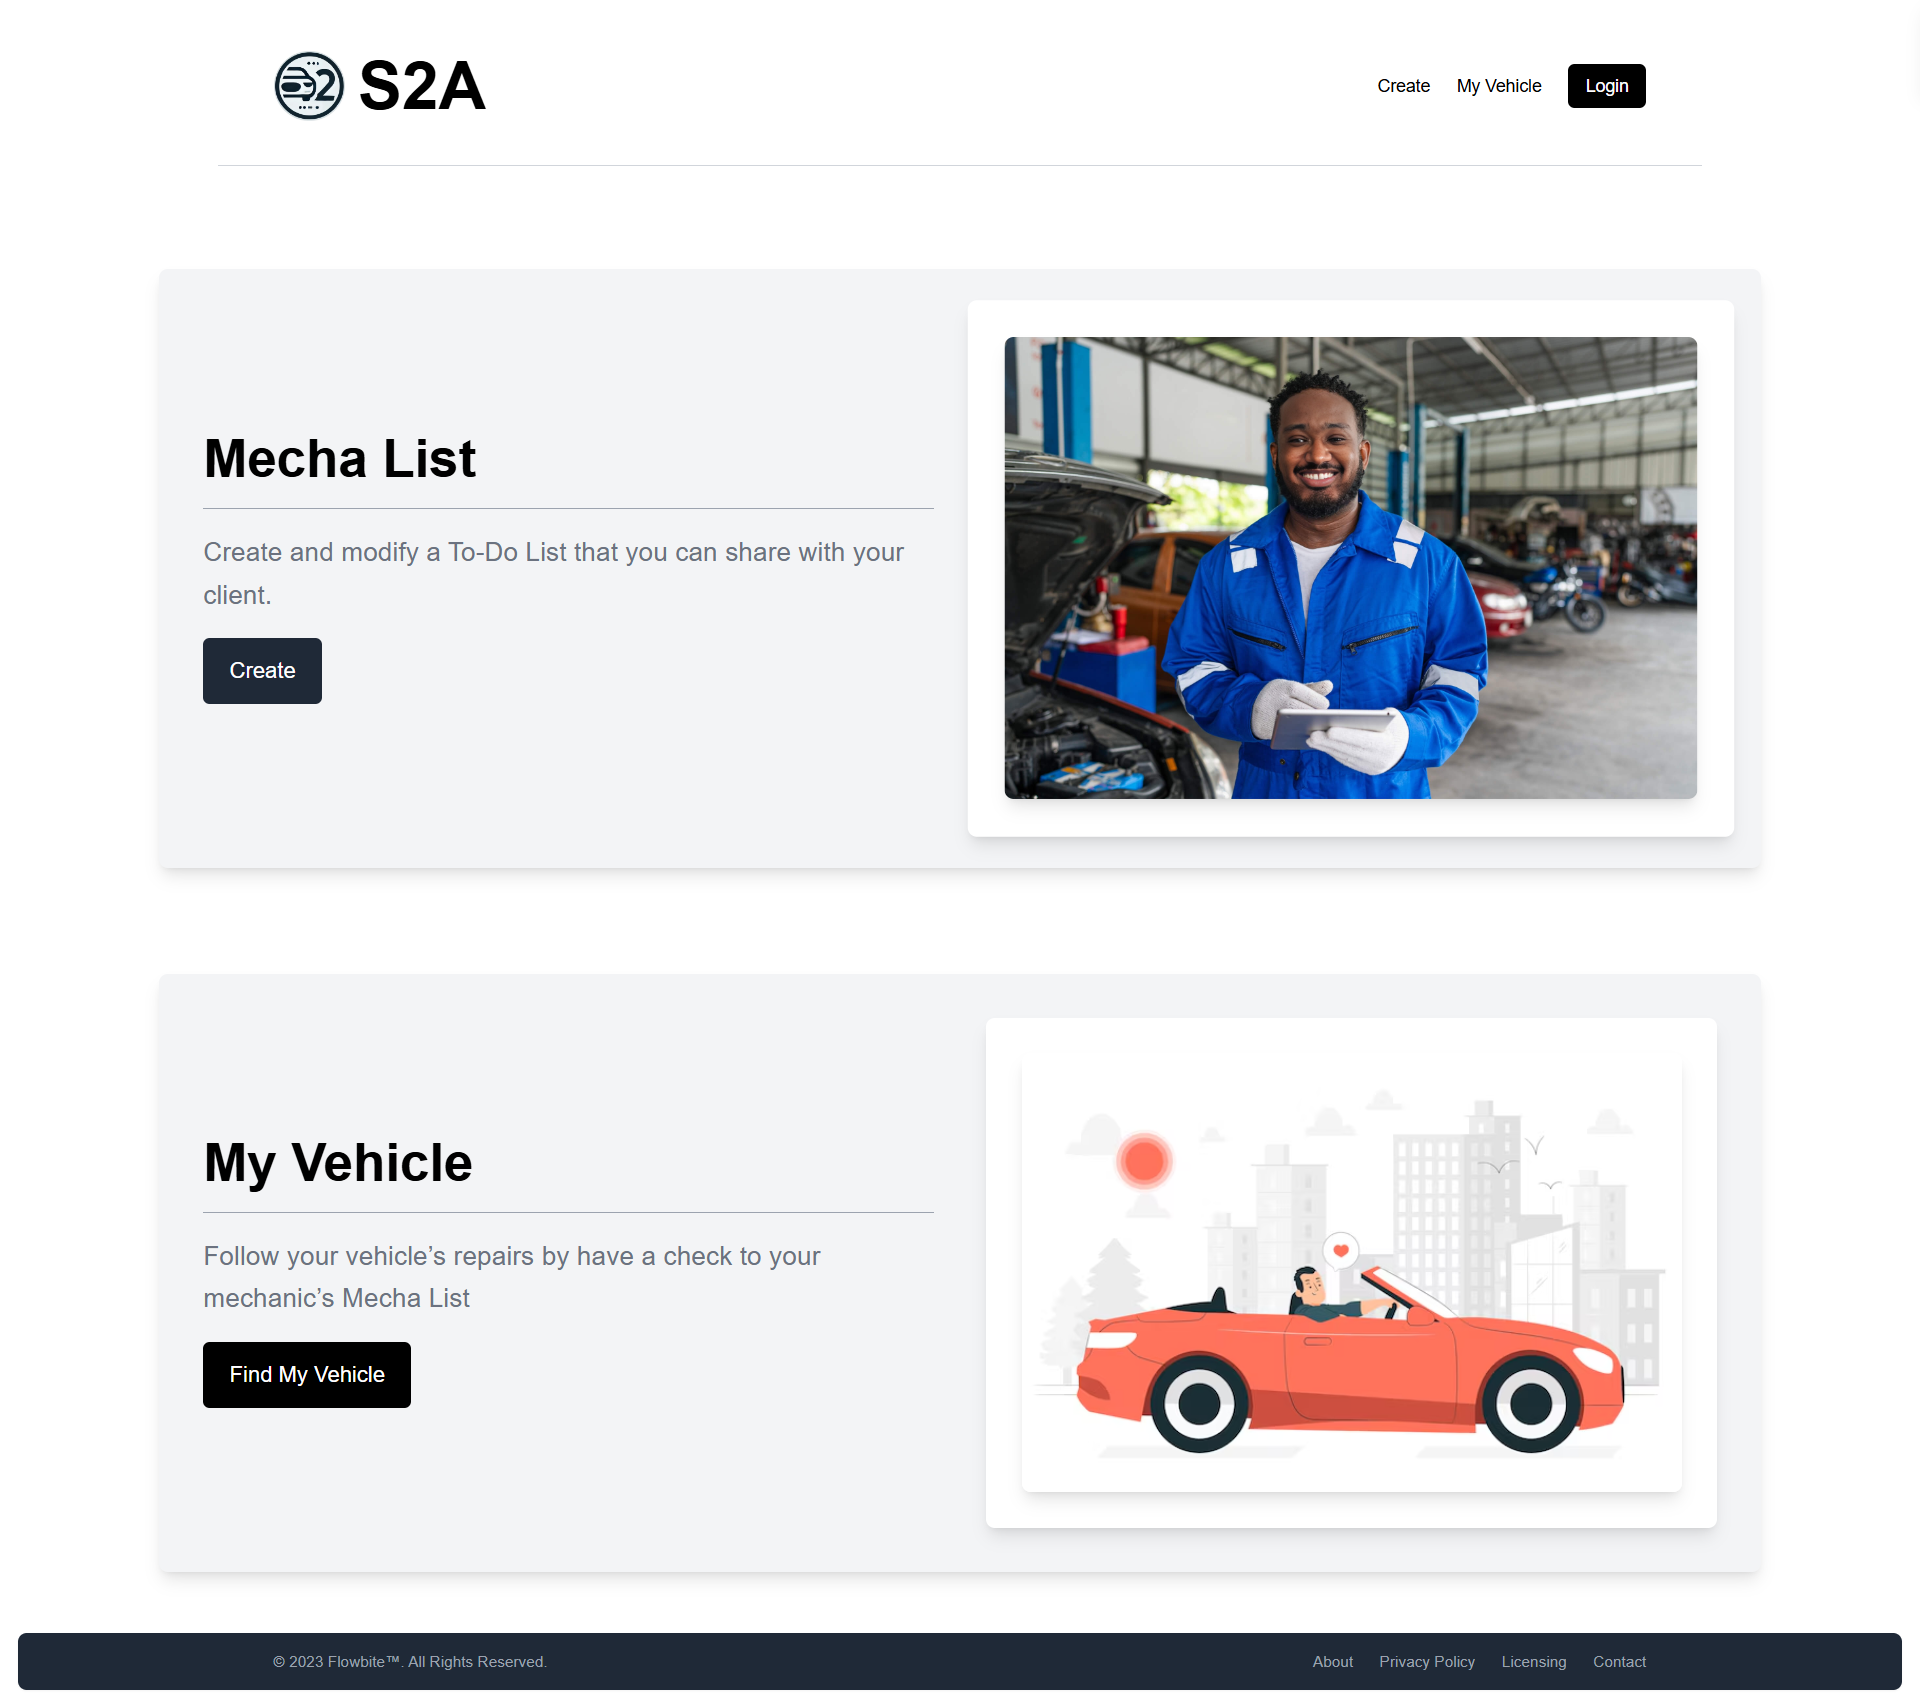 S2A
Create
My Vehicle
Login
Mecha List
Create and modify a To-Do List that you can share with your
client.
Create
My Vehicle
Follow your vehicle’s repairs by have a check to your
mechanic’s Mecha List
Find My Vehicle
© 2023 Flowbite™. All Rights Reserved.
About
Privacy Policy
Licensing
Contact